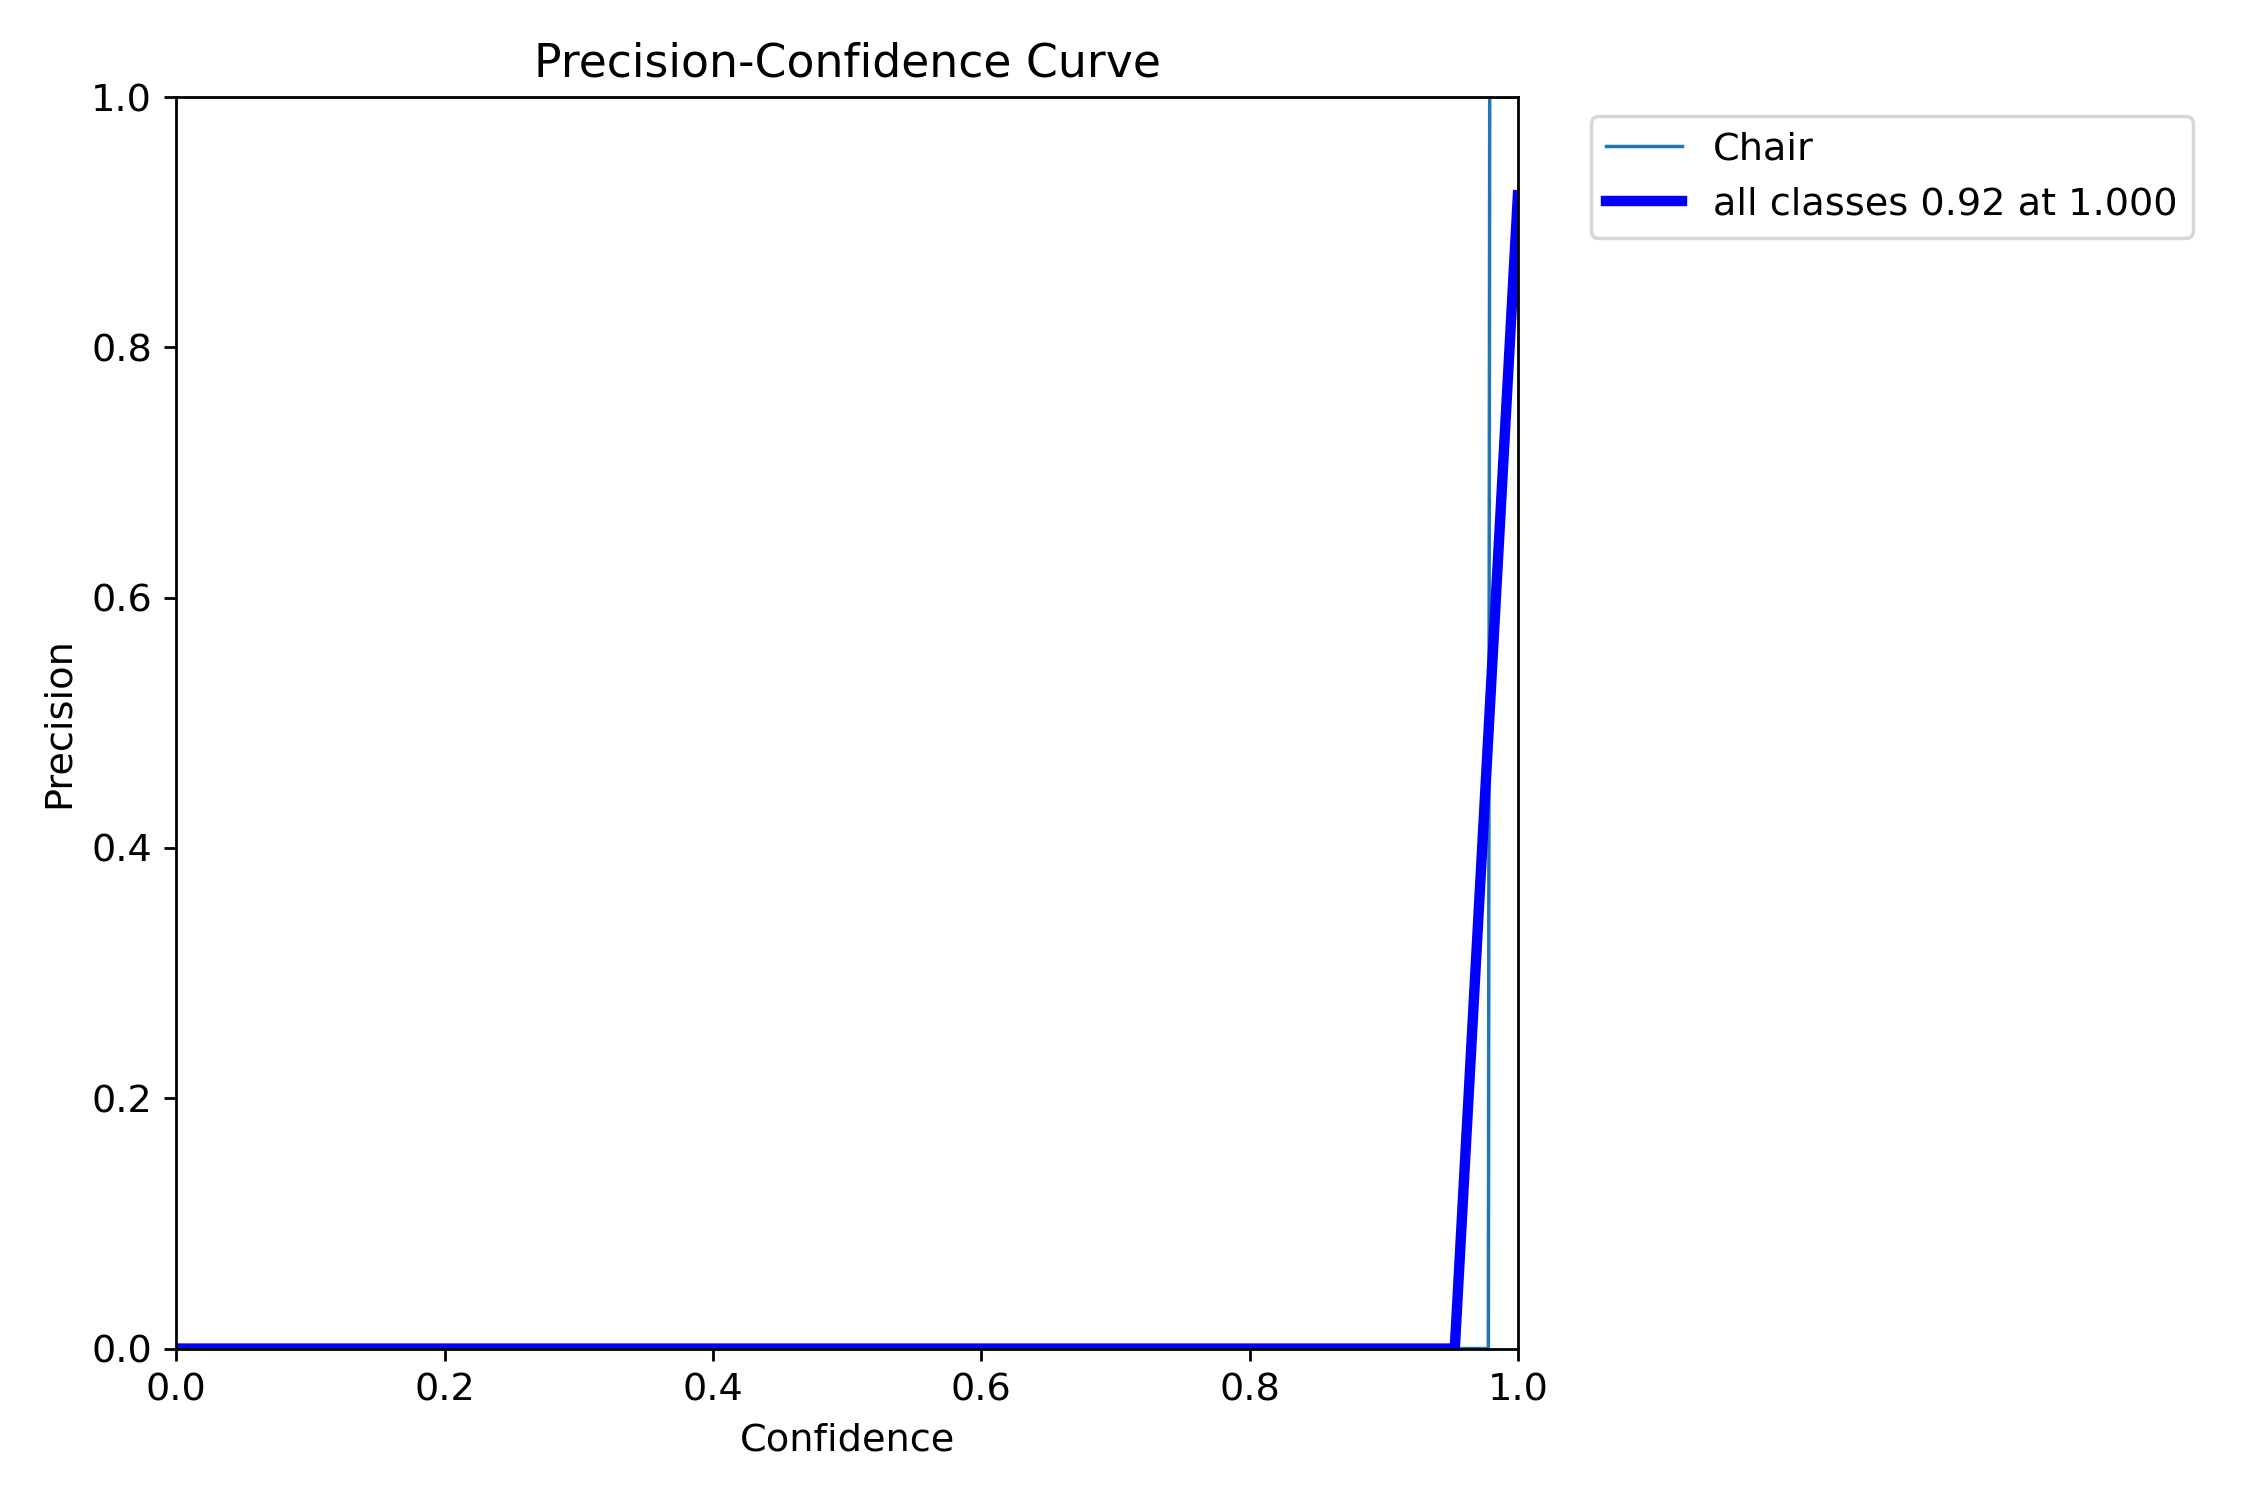 Precision-Confidence Curve
Chair
all classes 0.92 at 1.000
1.0
0.8
0.6
0.4
0.2
0.0
Precision
0.0 0.2 0.4 0.6 0.8 1.0
Confidence